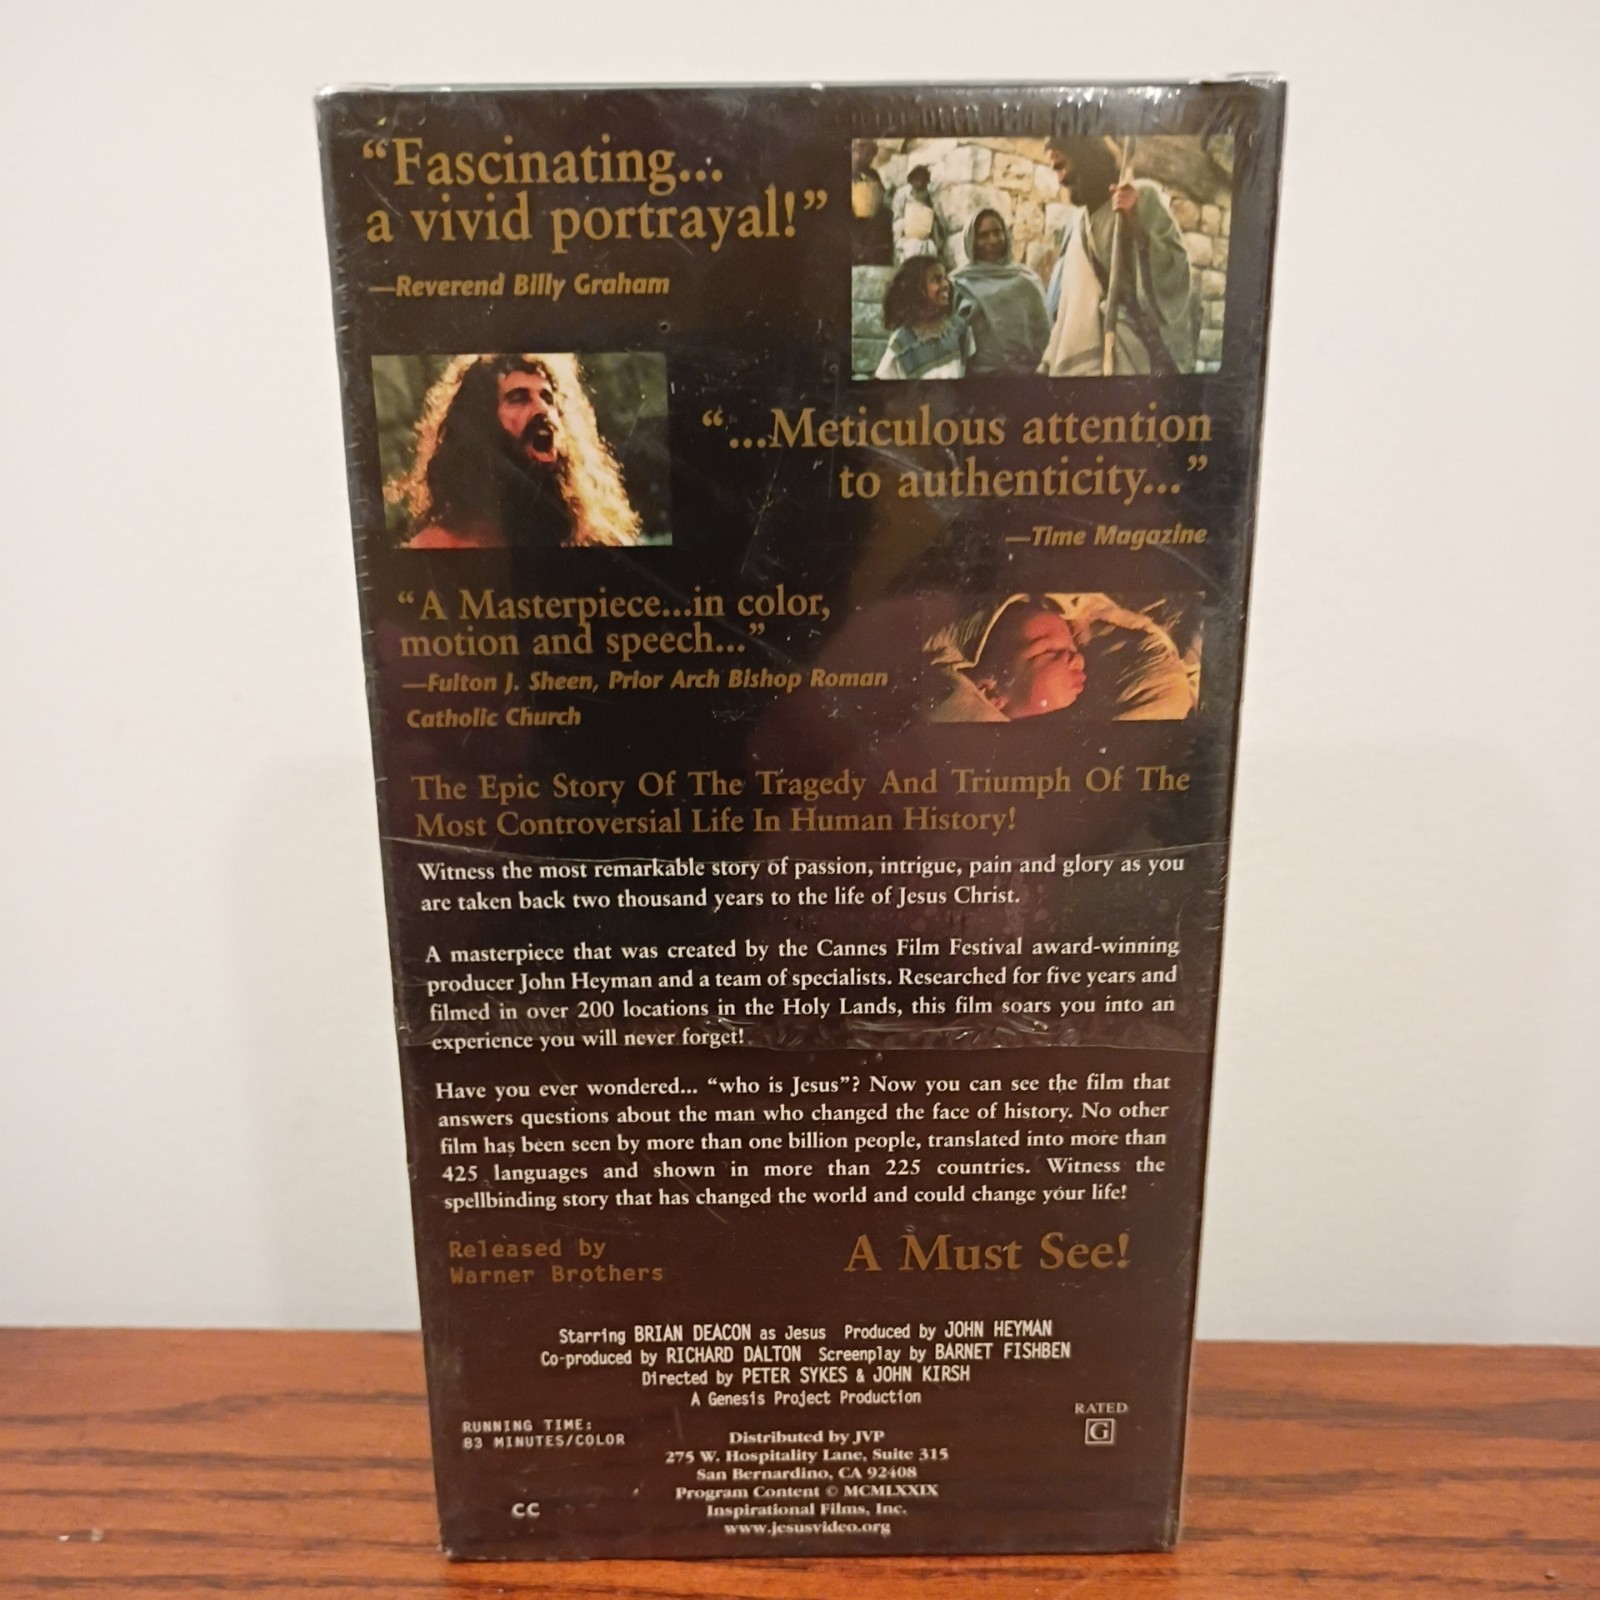 “Fascinating...
a vivid portrayal!”
—Reverend Billy Graham
“...Meticulous attention
to authenticity...”
—Time Magazine
“A Masterpiece...in color,
motion and speech...”
—Fulton J. Sheen, Prior Arch Bishop Roman
Catholic Church
The Epic Story Of The Tragedy And Triumph Of The
Most Controversial Life In Human History!
Witness the most remarkable story of passion, intrigue, pain and glory as you
are taken back two thousand years to the life of Jesus Christ.
A masterpiece that was created by the Cannes Film Festival award-winning
producer John Heyman and a team of specialists. Researched for five years and
filmed in over 200 locations in the Holy Lands, this film soars you into an
experience you will never forget!
Have you ever wondered... “who is Jesus”? Now you can see the film that
answers questions about the man who changed the face of history. No other
film has been seen by more than one billion people, translated into more than
425 languages and shown in more than 225 countries. Witness the
spellbinding story that has changed the world and could change your life!
Released by
Warner Brothers
A Must See!
Starring BRIAN DEACON as Jesus Produced by JOHN HEYMAN
Co-produced by RICHARD DALTON Screenplay by BARNET FISHBEN
Directed by PETER SYKES & JOHN KIRSH
A Genesis Project Production
RATED
G
RUNNING TIME:
83 MINUTES/COLOR
Distributed by JVP
275 W. Hospitality Lane, Suite 315
San Bernardino, CA 92408
Program Content © MCMLXXIX
Inspirational Films, Inc.
www.jesusvideo.org
CC